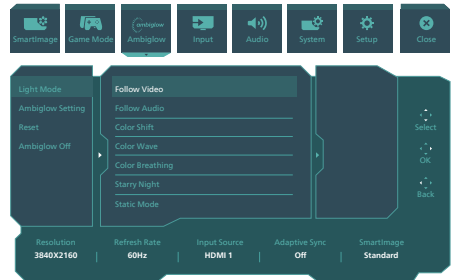 ambiglow
SmartImage Game Mode Ambiglow Input Audio System Setup Close
Light Mode
Ambiglow Setting
Reset
Ambiglow Off
Follow Video
Follow Audio
Color Shift
Color Wave
Color Breathing
Starry Night
Static Mode
Select
OK
Back
Resolution Refresh Rate Input Source Adaptive Sync SmartImage
3840X2160 | 60Hz | HDMI 1 | Off | Standard